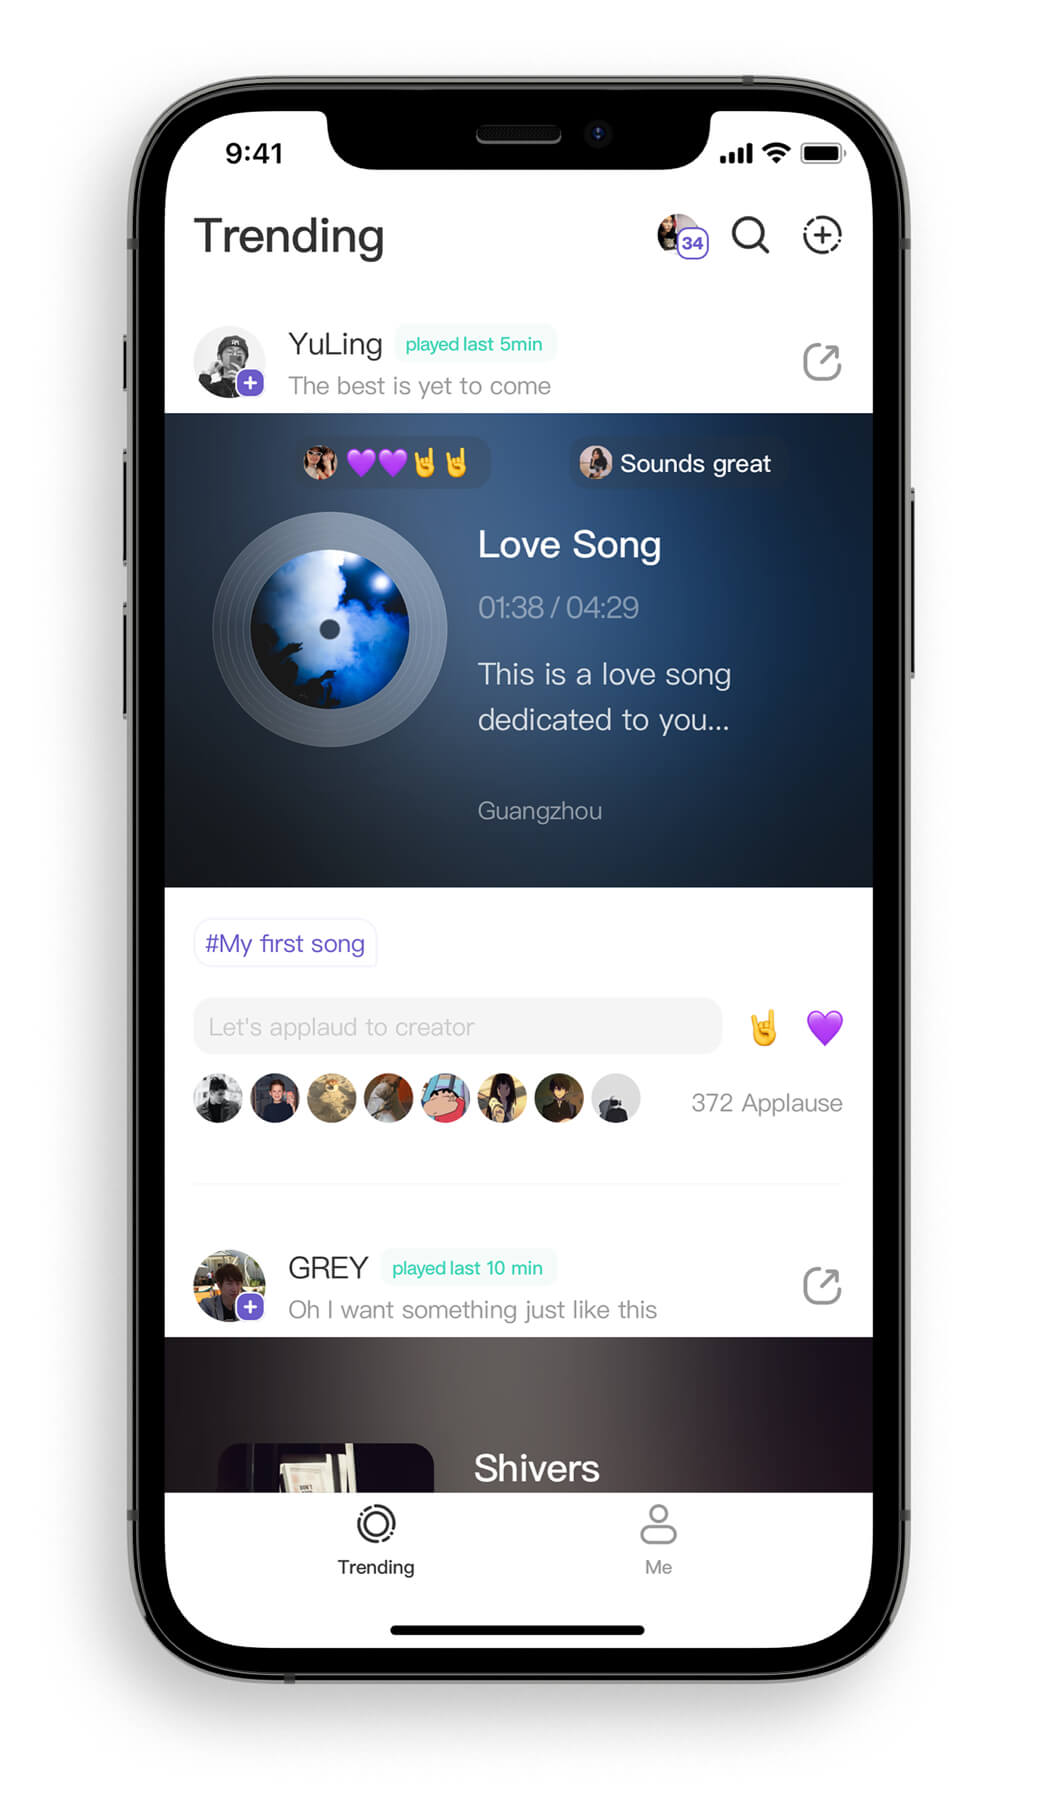 9:41
Trending
34
YuLing played last 5min
The best is yet to come
💜💜🤘🤘 Sounds great
Love Song
01:38 / 04:29
This is a love song
dedicated to you...
Guangzhou
#My first song
Let's applaud to creator 🤘 💜
372 Applause
GREY played last 10 min
Oh I want something just like this
Shivers
Trending Me